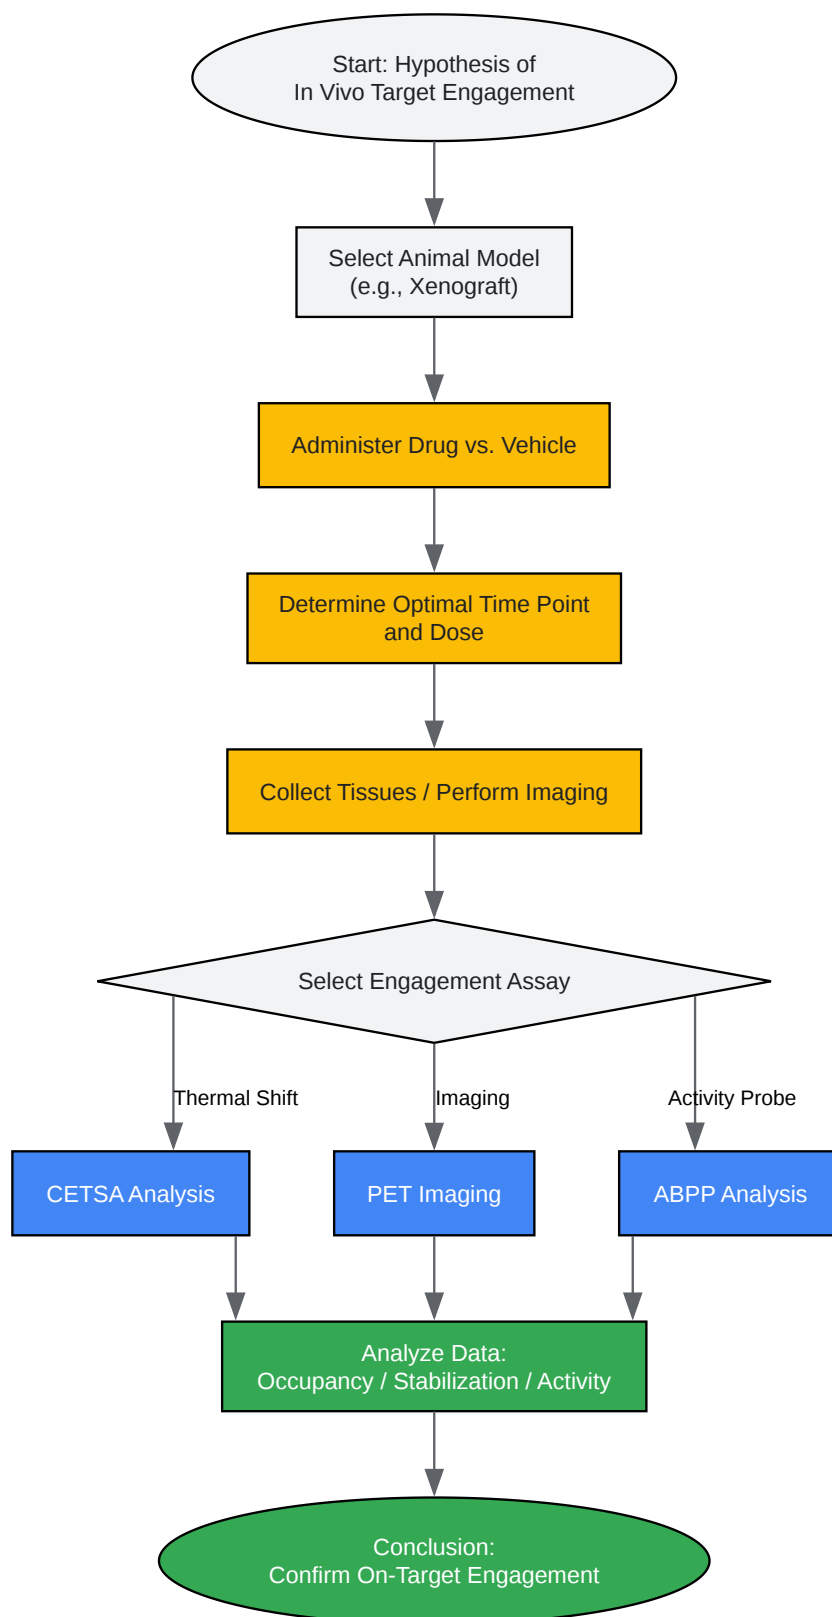 Start: Hypothesis of
In Vivo Target Engagement
Select Animal Model
(e.g., Xenograft)
Administer Drug vs. Vehicle
Determine Optimal Time Point
and Dose
Collect Tissues / Perform Imaging
Select Engagement Assay
Thermal Shift
Imaging
Activity Probe
CETSA Analysis
PET Imaging
ABPP Analysis
Analyze Data:
Occupancy / Stabilization / Activity
Conclusion:
Confirm On-Target Engagement